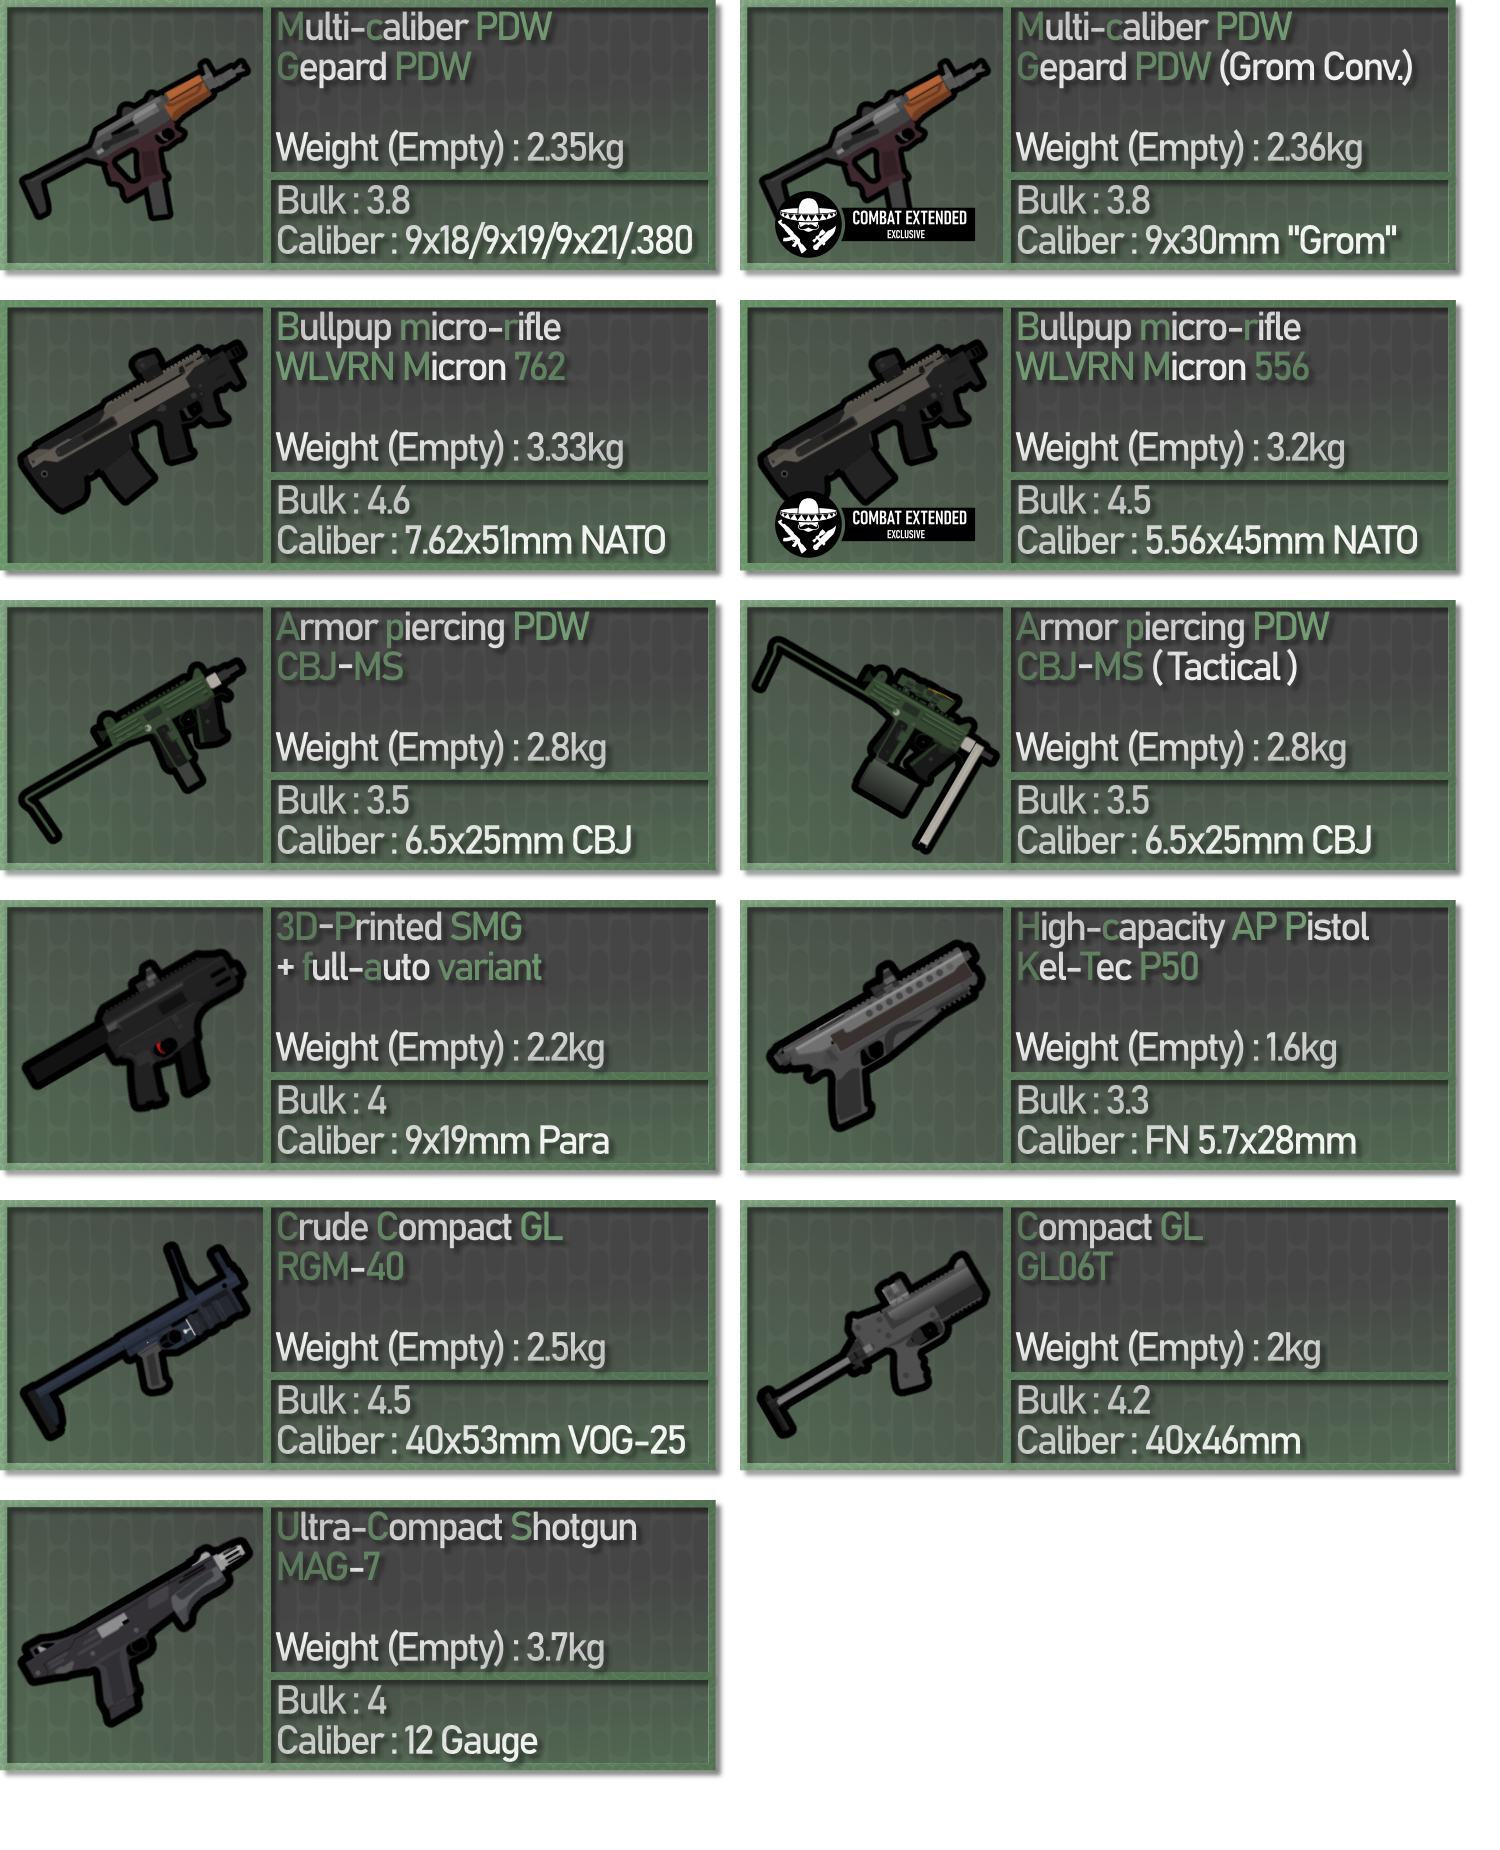 Multi-caliber PDW
Gepard PDW
Weight (Empty) : 2.35kg
Bulk : 3.8
Caliber : 9x18/9x19/9x21/.380
Multi-caliber PDW
Gepard PDW (Grom Conv.)
Weight (Empty) : 2.36kg
Bulk : 3.8
Caliber : 9x30mm "Grom"
COMBAT EXTENDED
EXCLUSIVE
Bullpup micro-rifle
WLVRN Micron 762
Weight (Empty) : 3.33kg
Bulk : 4.6
Caliber : 7.62x51mm NATO
Bullpup micro-rifle
WLVRN Micron 556
Weight (Empty) : 3.2kg
Bulk : 4.5
Caliber : 5.56x45mm NATO
COMBAT EXTENDED
EXCLUSIVE
Armor piercing PDW
CBJ-MS
Weight (Empty) : 2.8kg
Bulk : 3.5
Caliber : 6.5x25mm CBJ
Armor piercing PDW
CBJ-MS ( Tactical )
Weight (Empty) : 2.8kg
Bulk : 3.5
Caliber : 6.5x25mm CBJ
3D-Printed SMG
+ full-auto variant
Weight (Empty) : 2.2kg
Bulk : 4
Caliber : 9x19mm Para
High-capacity AP Pistol
Kel-Tec P50
Weight (Empty) : 1.6kg
Bulk : 3.3
Caliber : FN 5.7x28mm
Crude Compact GL
RGM-40
Weight (Empty) : 2.5kg
Bulk : 4.5
Caliber : 40x53mm VOG-25
Compact GL
GL06T
Weight (Empty) : 2kg
Bulk : 4.2
Caliber : 40x46mm
Ultra-Compact Shotgun
MAG-7
Weight (Empty) : 3.7kg
Bulk : 4
Caliber : 12 Gauge